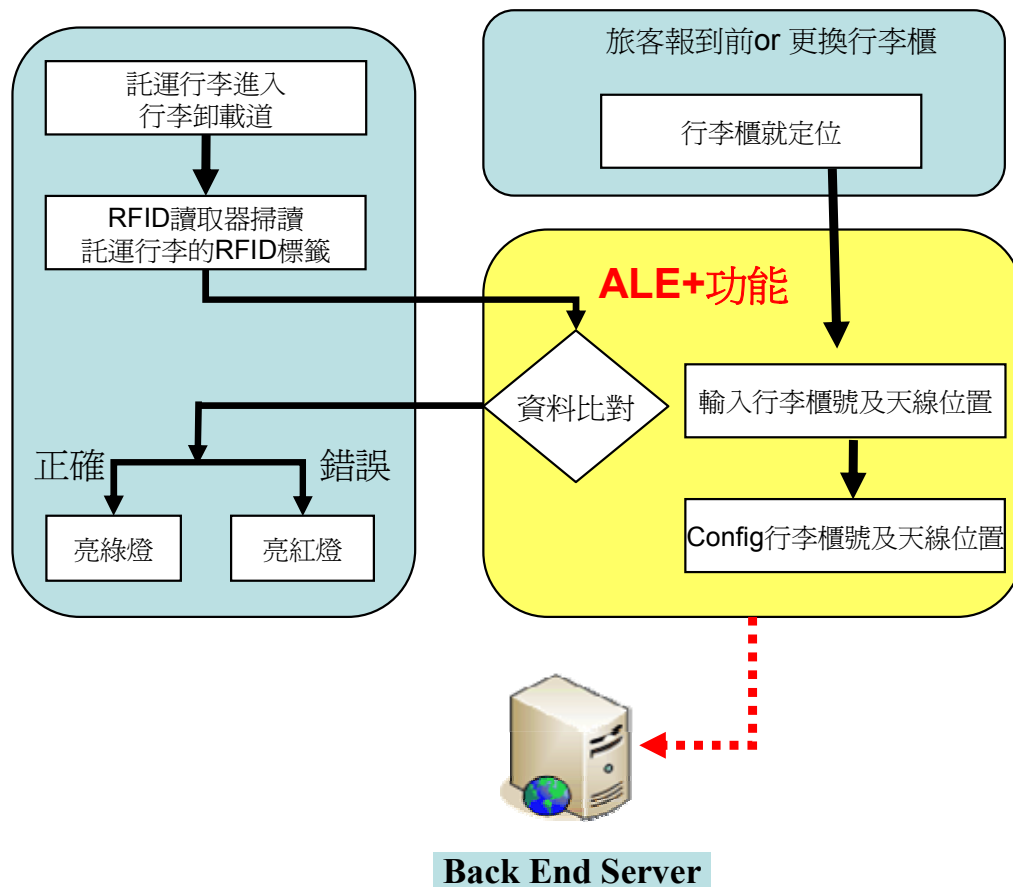 託運行李進入
行李卸載道
RFID讀取器掃讀
託運行李的RFID標籤
正確
錯誤
亮綠燈
亮紅燈
旅客報到前or 更換行李櫃
行李櫃就定位
ALE+功能
資料比對
輸入行李櫃號及天線位置
Config行李櫃號及天線位置
Back End Server